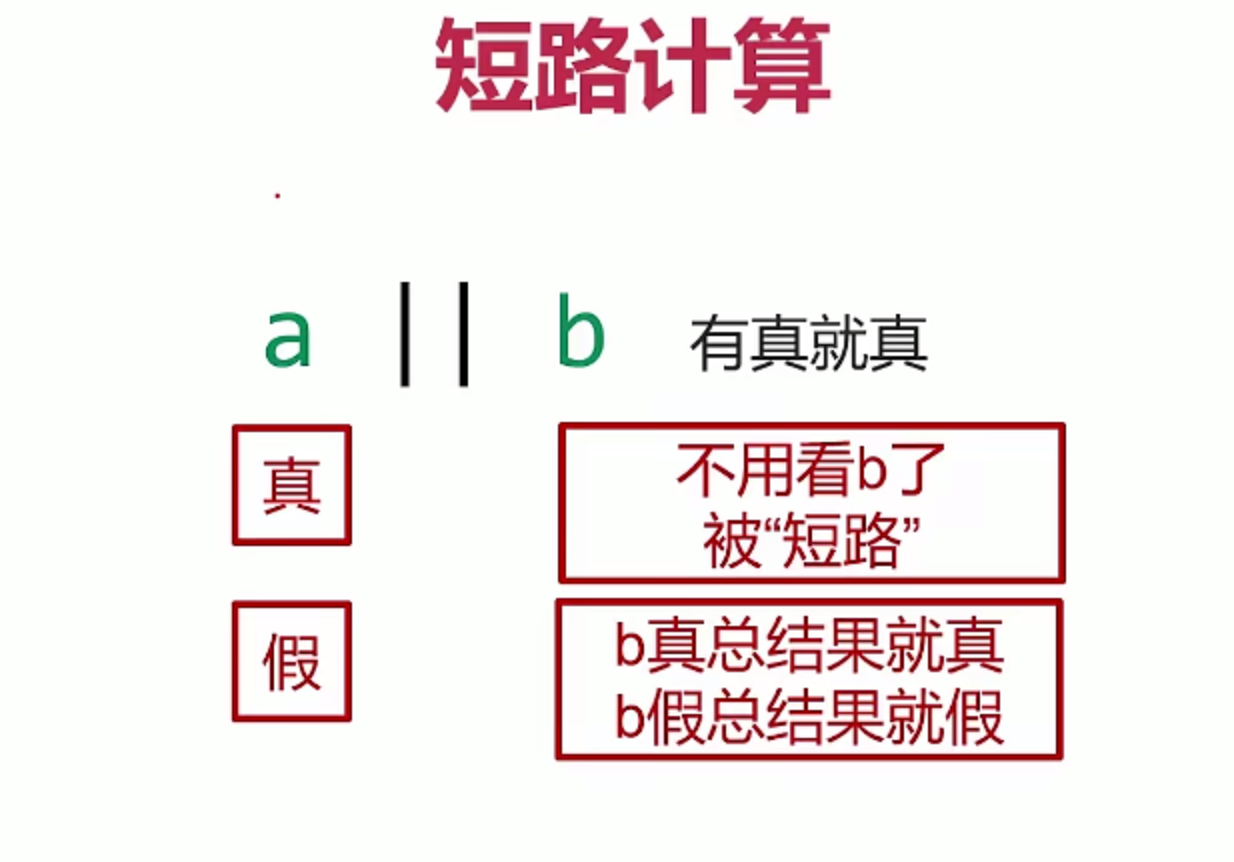 短路计算
a || b 有真就真
真
不用看b了
被“短路”
假
b真总结果就真
b假总结果就假